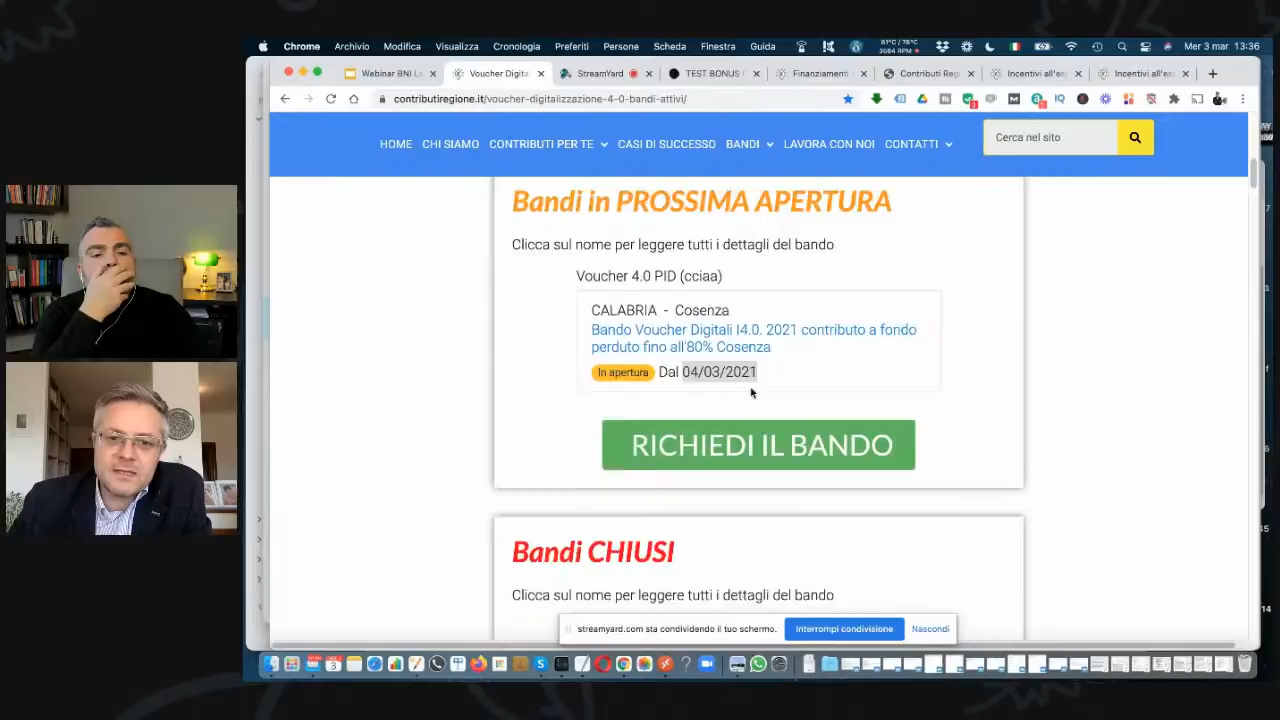 Chrome Archivio Modifica Visualizza Cronologia Preferiti Persone Scheda Finestra Guida Mer 3 mar 13:36
Webinar BNI La Voucher Digita StreamYard TEST BONUS Finanziamenti Contributi Reg Incentivi all'es Incentivi all'es
contributiregione.it/voucher-digitalizzazione-4-0-bandi-attivi/
HOME CHI SIAMO CONTRIBUTI PER TE CASI DI SUCCESSO BANDI LAVORA CON NOI CONTATTI Cerca nel sito
Bandi in PROSSIMA APERTURA
Clicca sul nome per leggere tutti i dettagli del bando
Voucher 4.0 PID (cciaa)
CALABRIA - Cosenza
Bando Voucher Digitali I4.0. 2021 contributo a fondo
perduto fino all'80% Cosenza
In apertura Dal 04/03/2021
RICHIEDI IL BANDO
Bandi CHIUSI
Clicca sul nome per leggere tutti i dettagli del bando
streamyard.com sta condividendo il tuo schermo. Interrompi condivisione Nascondi